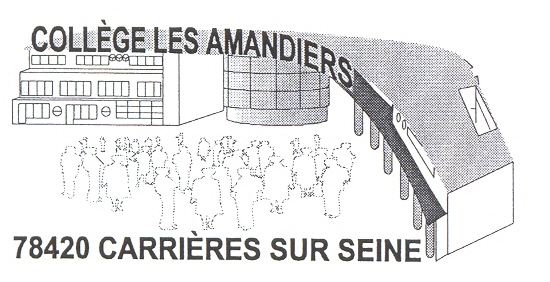 COLLÈGE LES AMANDIERS
78420 CARRIÈRES SUR SEINE